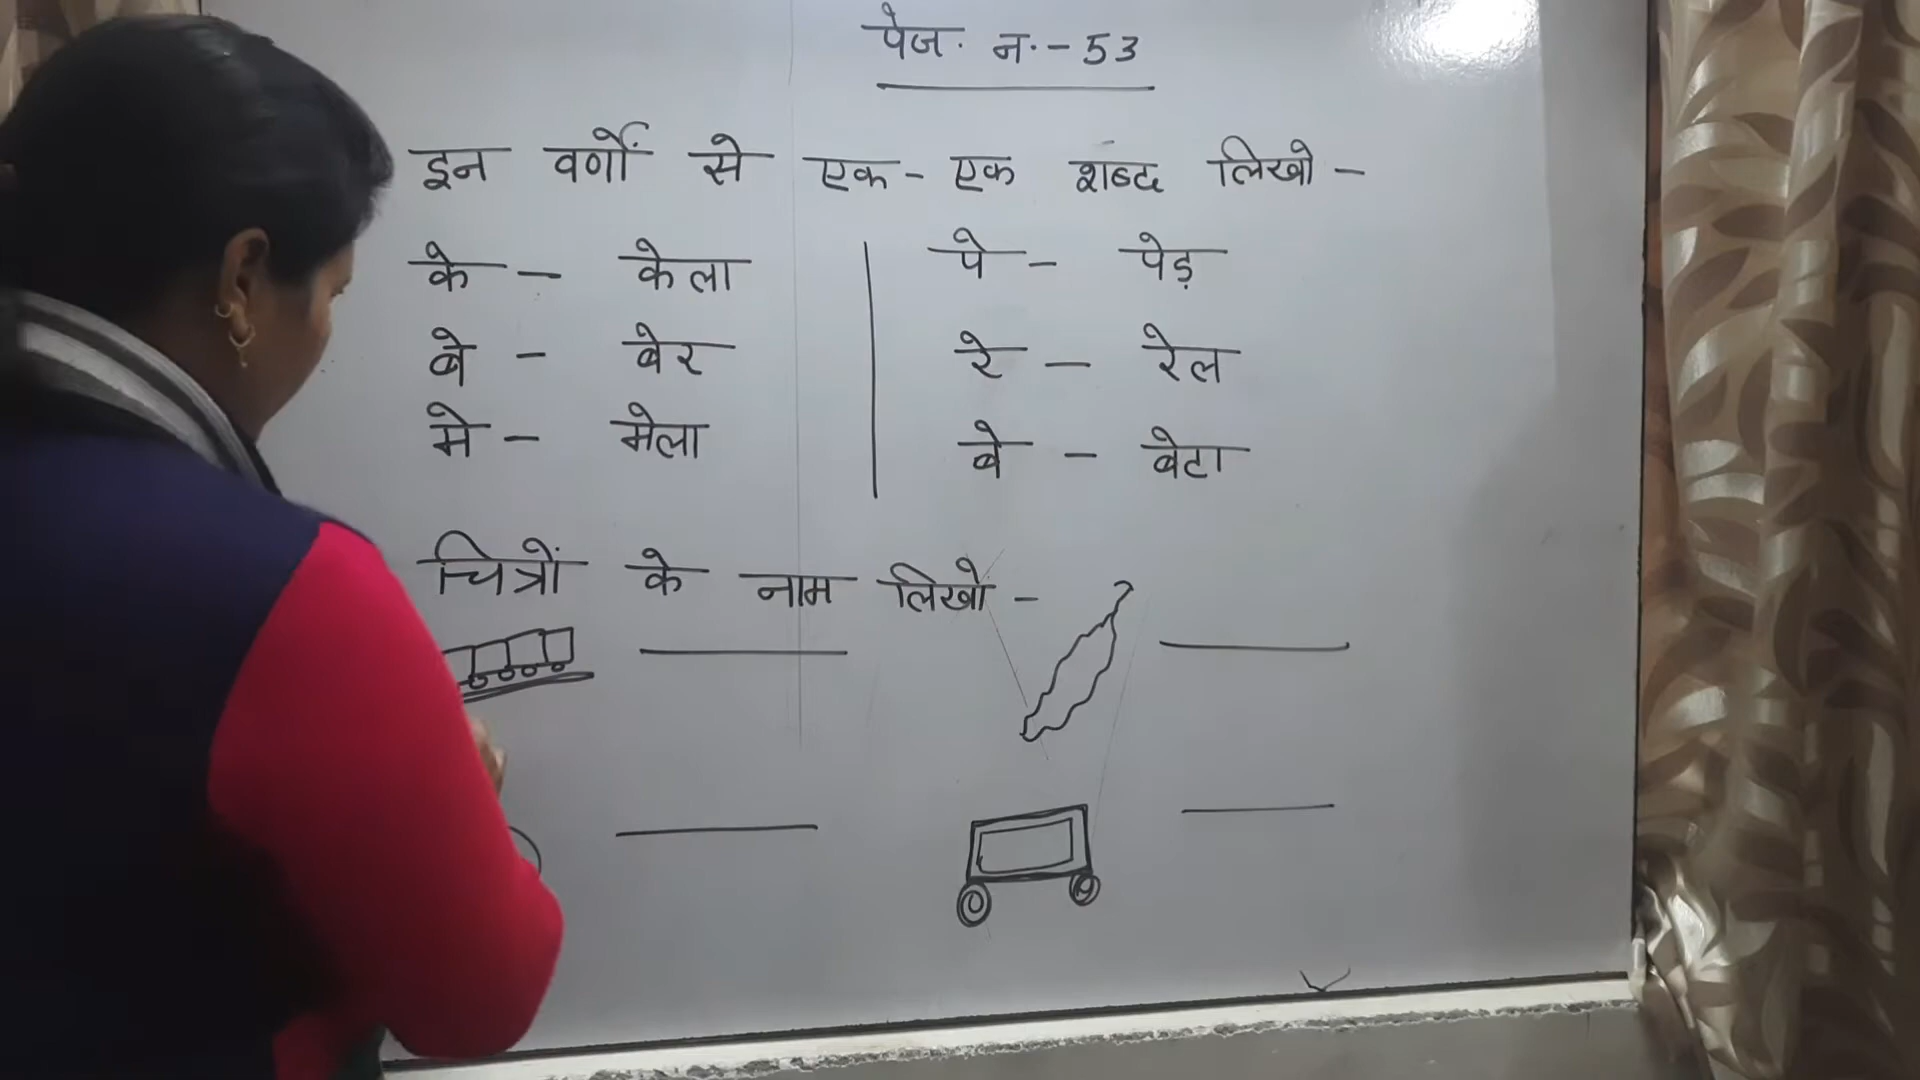 पेज. न.- 53
इन वर्णों से एक - एक शब्द लिखो -
के - केला
पे - पेड़
बे - बेर
रे - रेल
मे - मेला
बे - बेटा
चित्रों के नाम लिखो -